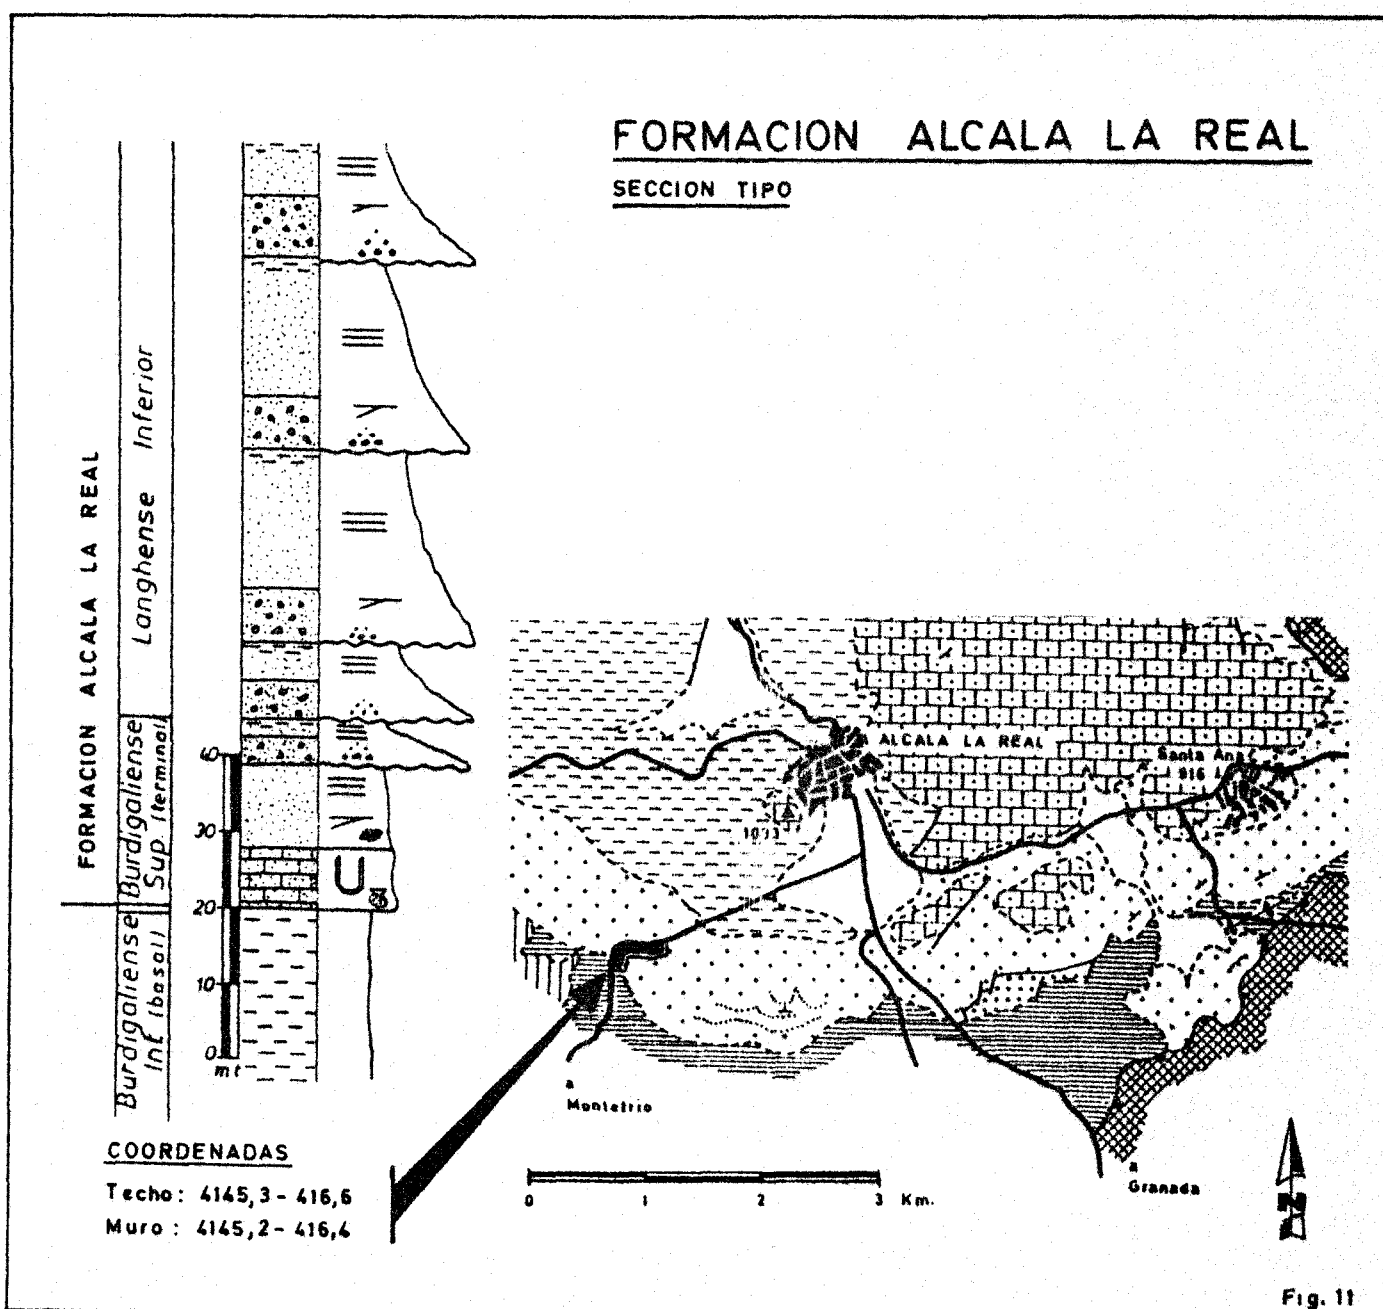 FORMACION ALCALA LA REAL
SECCION TIPO
FORMACION ALCALA LA REAL
Langhense Inferior
Burdigaliense
Sup (terminal)
Burdigaliense
Inf. (basal)
40
30
20
10
0
mt
ALCALA LA REAL
Santa Ana
916
1033
a
Montefrio
a
Granada
COORDENADAS
Techo: 4145,3 - 416,6
Muro: 4145,2 - 416,4
0 1 2 3 Km.
N
Fig. 11